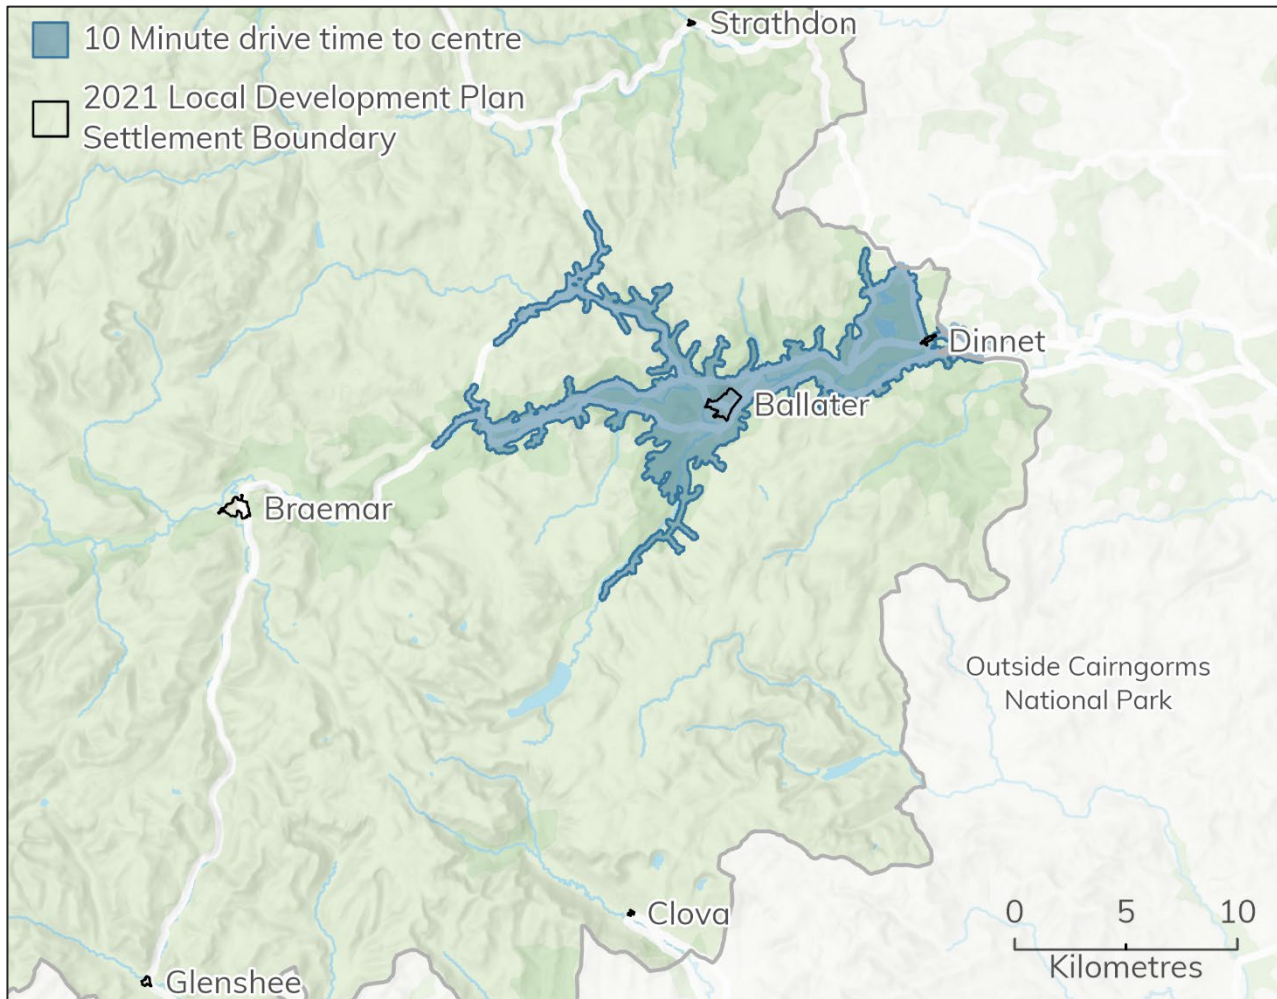 Strathdon
10 Minute drive time to centre
2021 Local Development Plan
Settlement Boundary
Dinnet
Ballater
Braemar
Outside Cairngorms
National Park
Clova
0 5 10
Kilometres
Glenshee